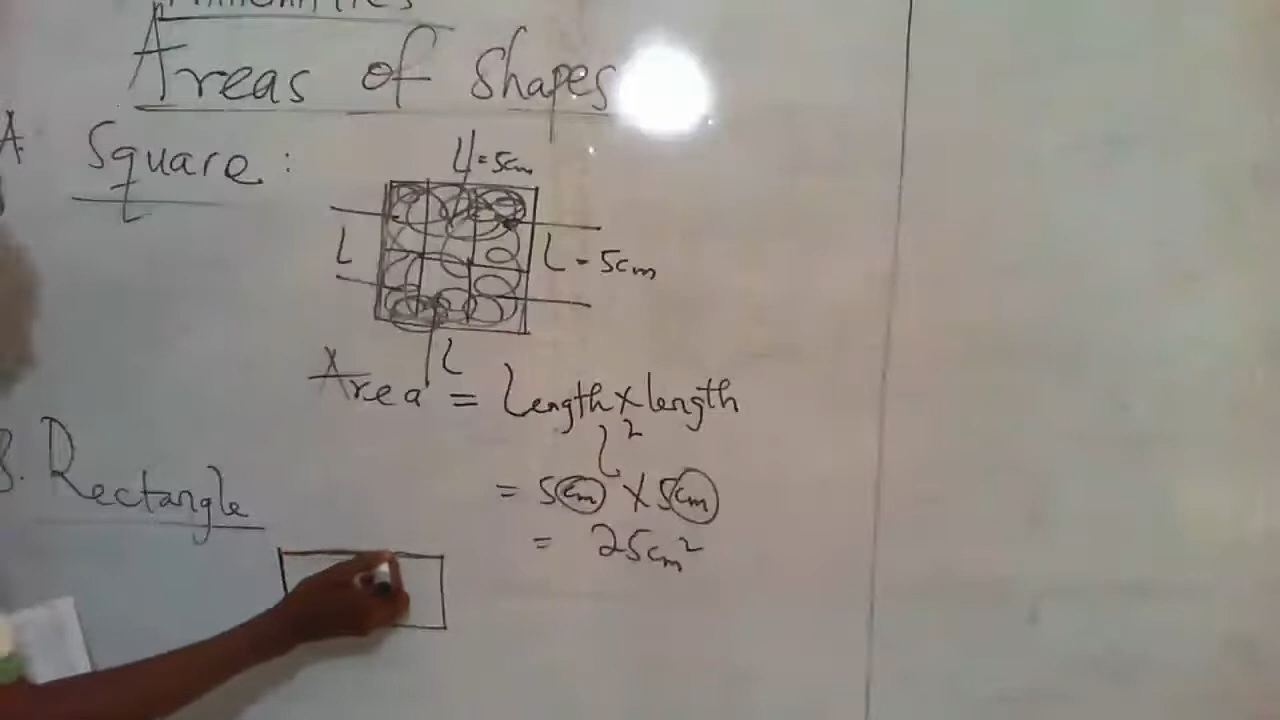 Areas of Shapes
A. Square:
L = 5cm
L
L = 5cm
L
Area = Length x length
L²
= 5cm x 5cm
= 25cm²
B. Rectangle